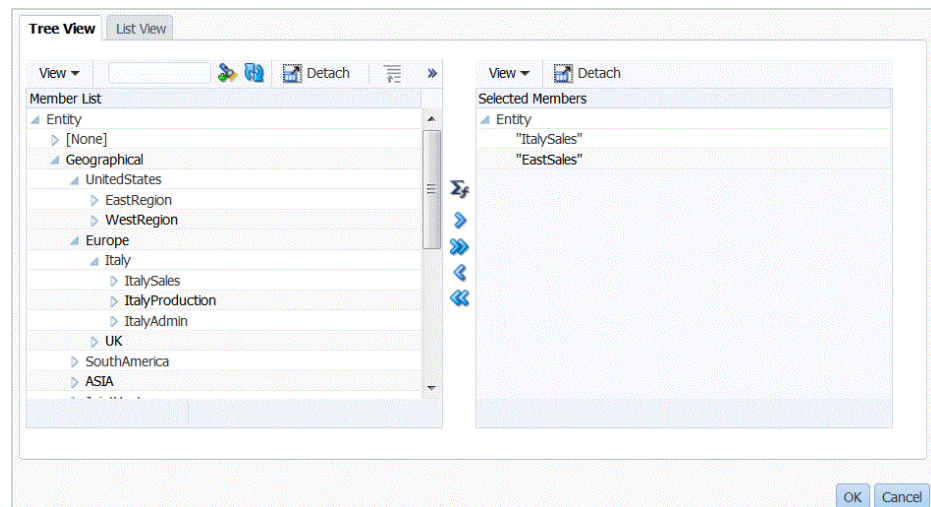 Tree View List View
View Detach
Member List
Entity
[None]
Geographical
UnitedStates
EastRegion
WestRegion
Europe
Italy
ItalySales
ItalyProduction
ItalyAdmin
UK
SouthAmerica
ASIA
View Detach
Selected Members
Entity
"ItalySales"
"EastSales"
OK Cancel